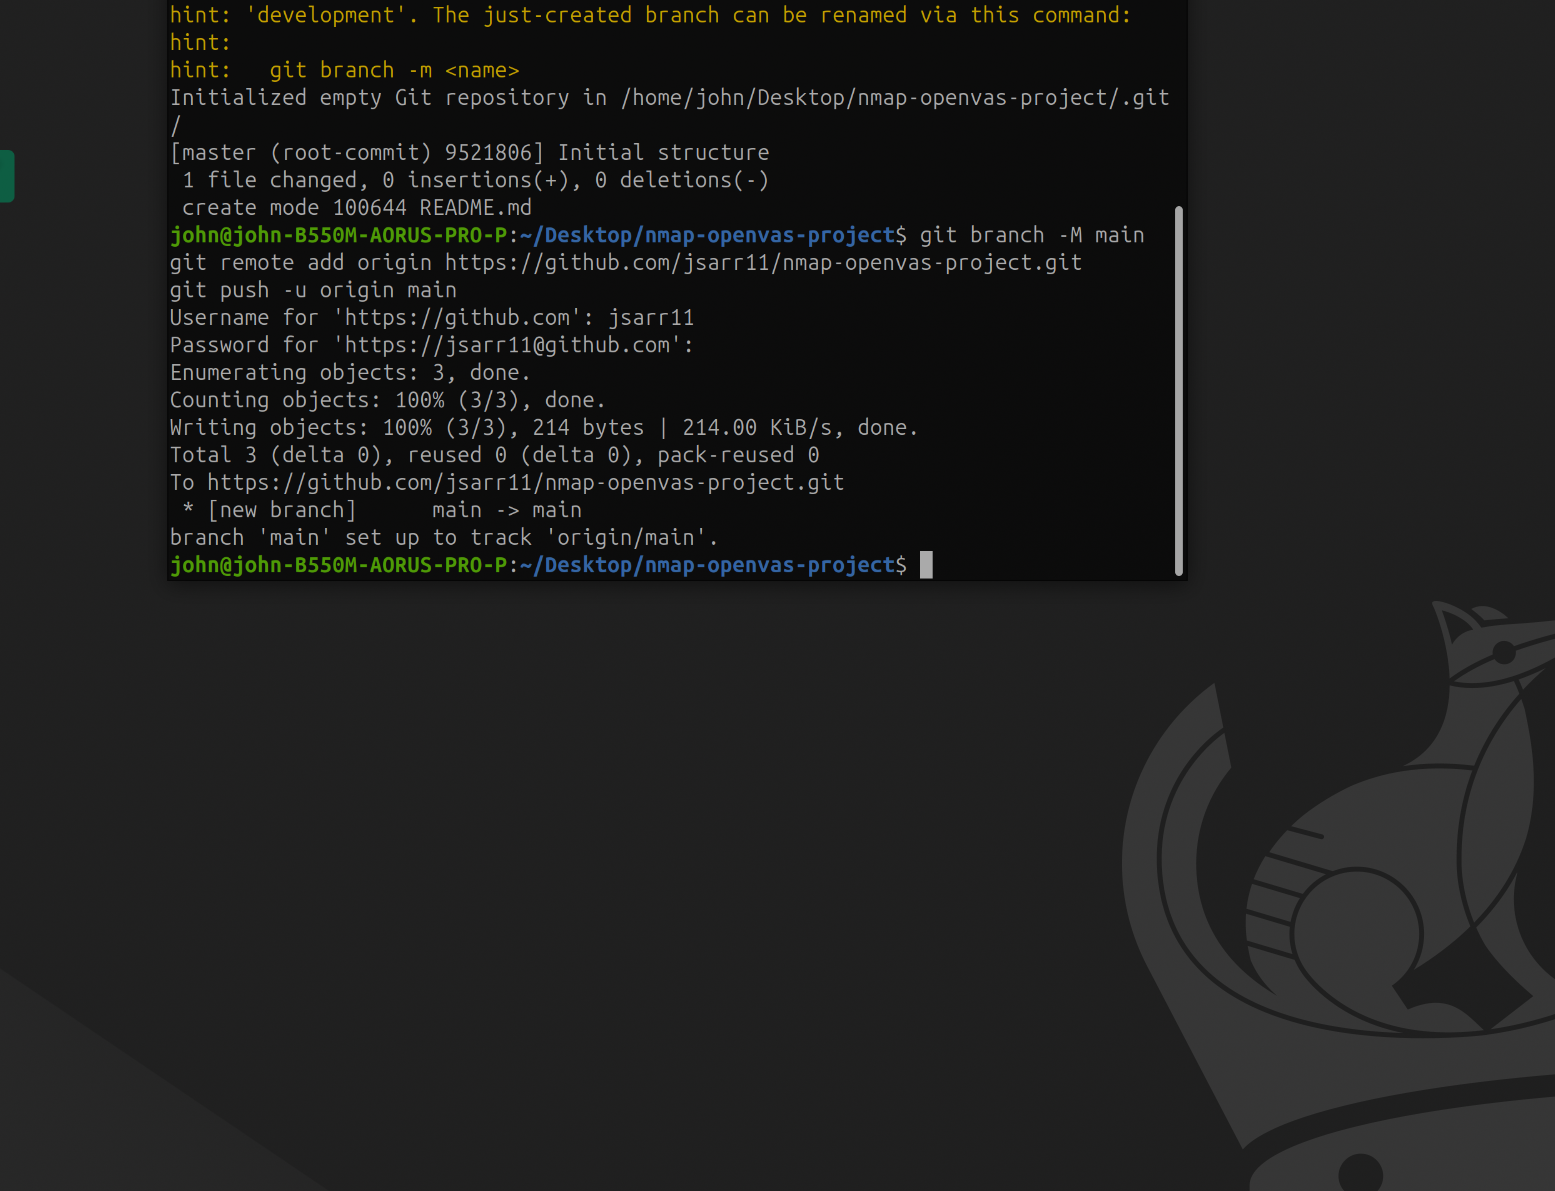 hint: 'development'. The just-created branch can be renamed via this command:
hint:
hint:   git branch -m <name>
Initialized empty Git repository in /home/john/Desktop/nmap-openvas-project/.git
/
[master (root-commit) 9521806] Initial structure
 1 file changed, 0 insertions(+), 0 deletions(-)
 create mode 100644 README.md
john@john-B550M-AORUS-PRO-P:~/Desktop/nmap-openvas-project$ git branch -M main
git remote add origin https://github.com/jsarr11/nmap-openvas-project.git
git push -u origin main
Username for 'https://github.com': jsarr11
Password for 'https://jsarr11@github.com':
Enumerating objects: 3, done.
Counting objects: 100% (3/3), done.
Writing objects: 100% (3/3), 214 bytes | 214.00 KiB/s, done.
Total 3 (delta 0), reused 0 (delta 0), pack-reused 0
To https://github.com/jsarr11/nmap-openvas-project.git
 * [new branch]      main -> main
branch 'main' set up to track 'origin/main'.
john@john-B550M-AORUS-PRO-P:~/Desktop/nmap-openvas-project$